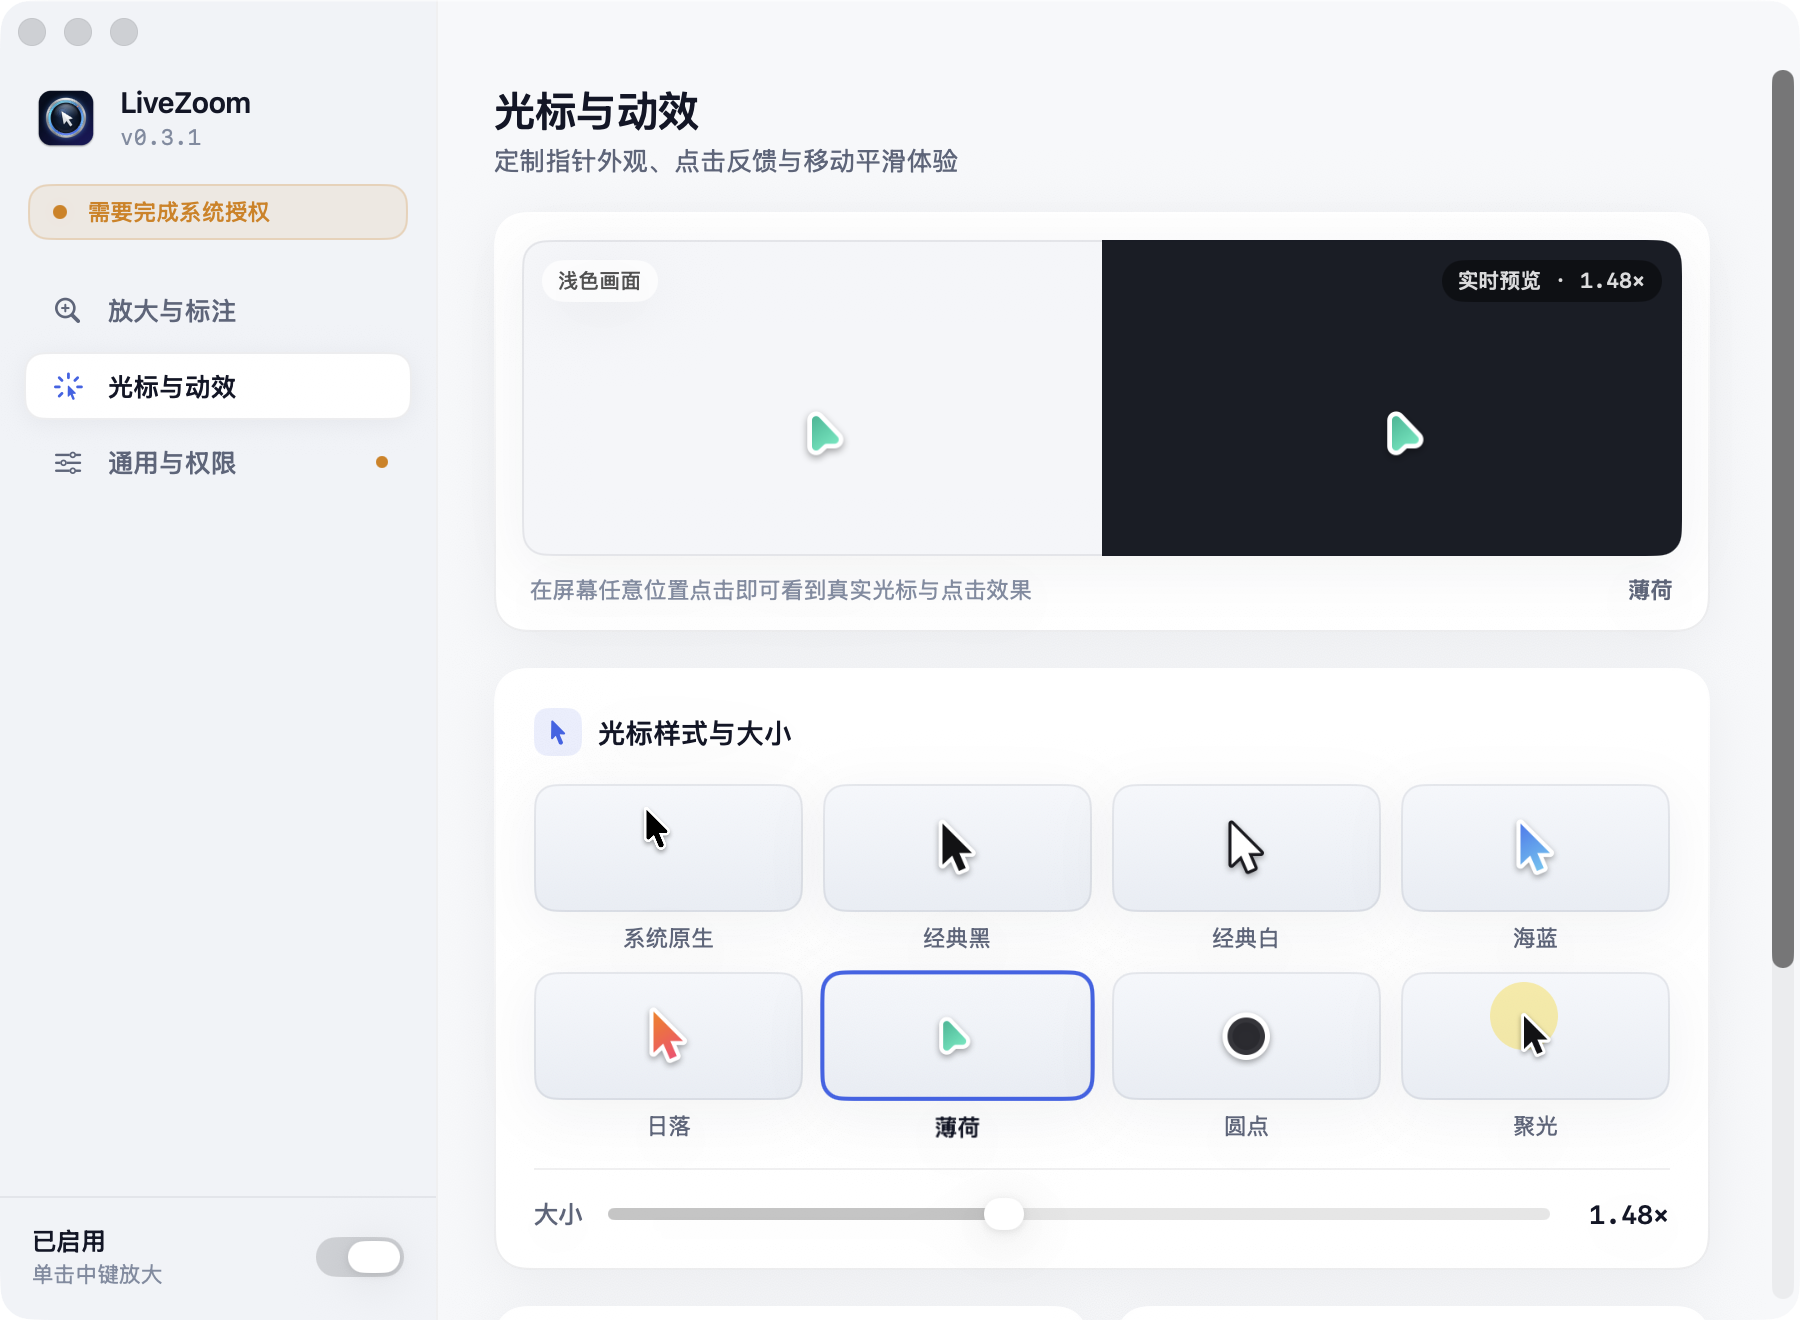 LiveZoom
v0.3.1
需要完成系统授权
放大与标注
光标与动效
通用与权限
已启用
单击中键放大
光标与动效
定制指针外观、点击反馈与移动平滑体验
浅色画面
实时预览 · 1.48×
在屏幕任意位置点击即可看到真实光标与点击效果
薄荷
光标样式与大小
系统原生
经典黑
经典白
海蓝
日落
薄荷
圆点
聚光
大小
1.48×